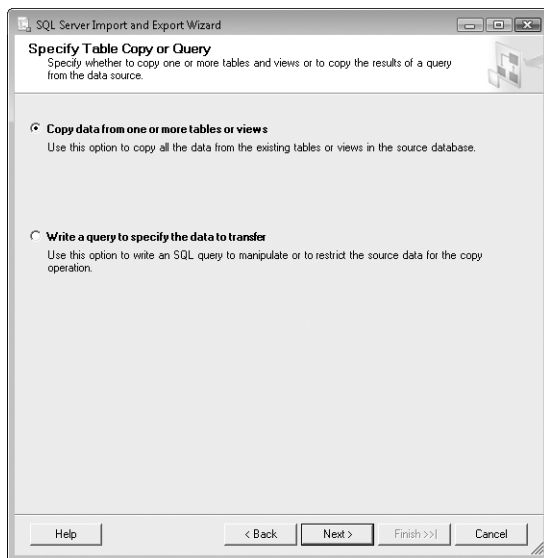 SQL Server Import and Export Wizard
Specify Table Copy or Query
Specify whether to copy one or more tables and views or to copy the results of a query
from the data source.
Copy data from one or more tables or views
Use this option to copy all the data from the existing tables or views in the source database.
Write a query to specify the data to transfer
Use this option to write an SQL query to manipulate or to restrict the source data for the copy
operation.
Help < Back Next > Finish >>| Cancel